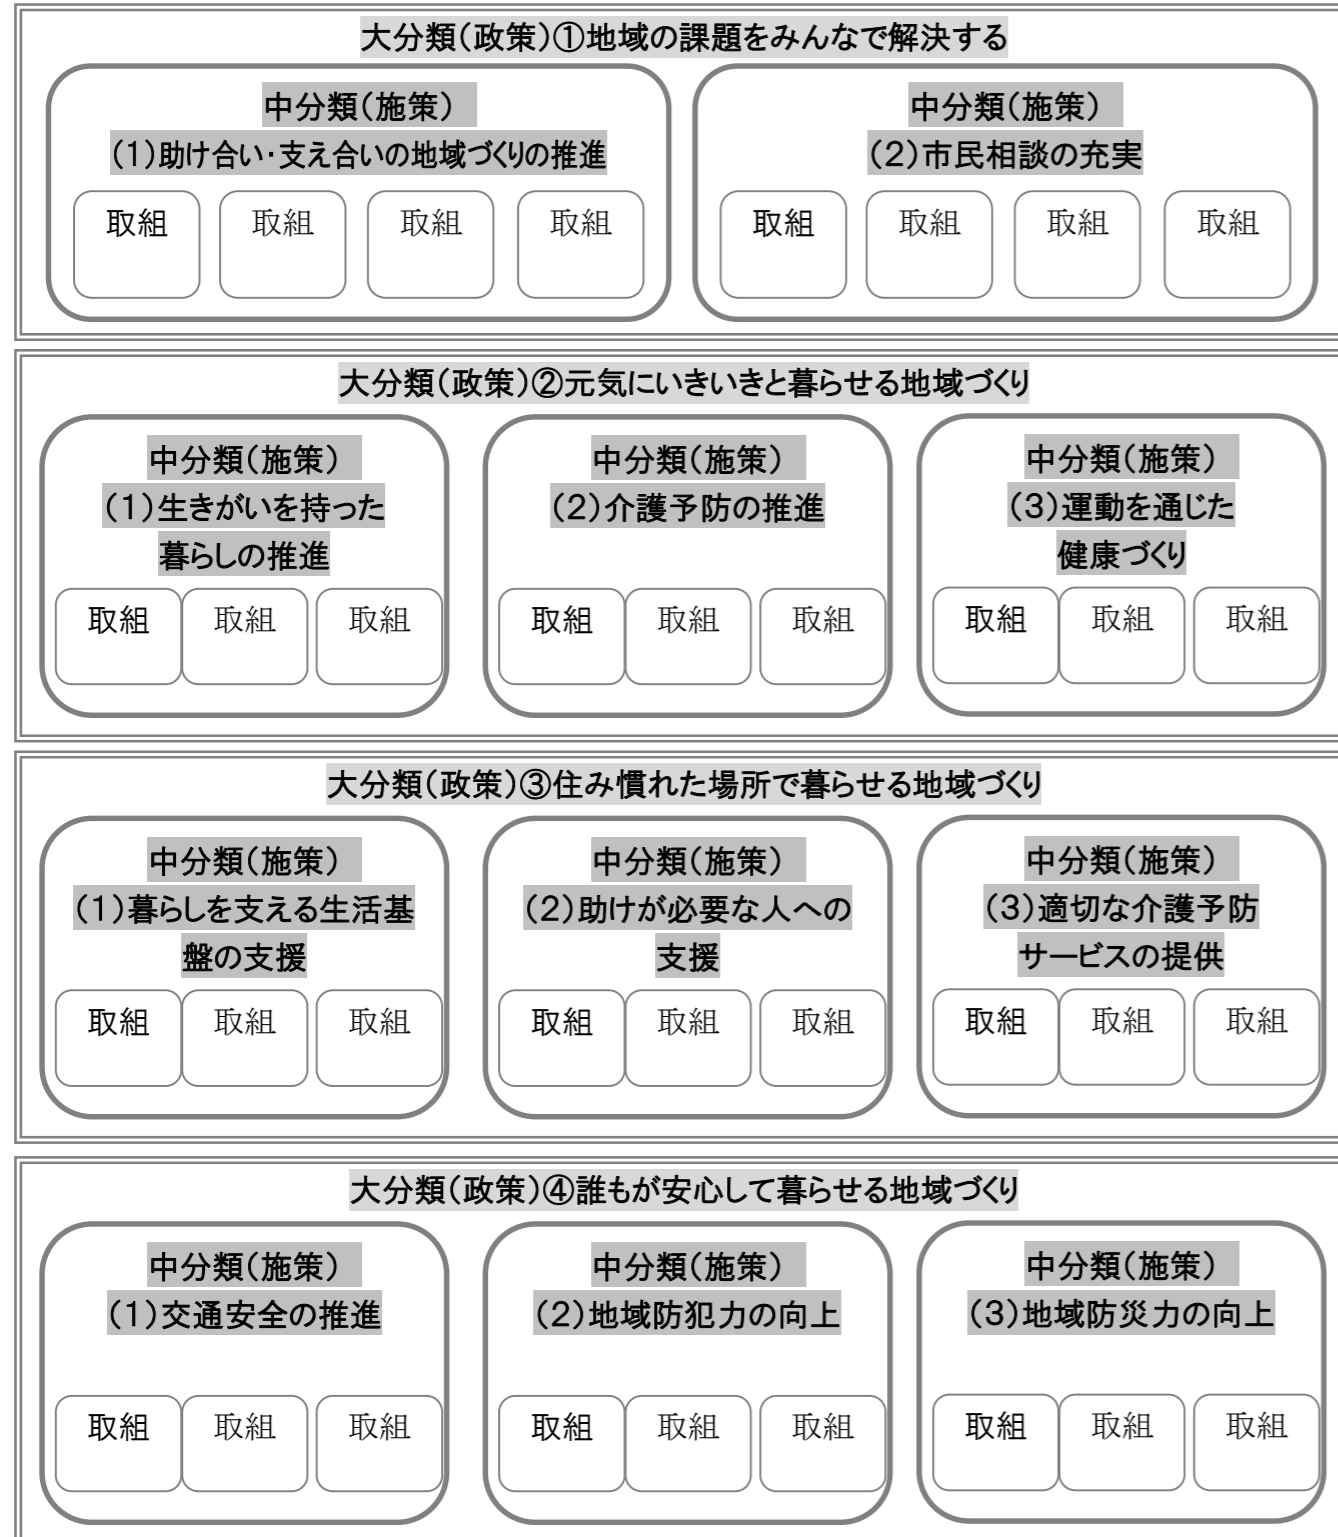 大分類（政策）①地域の課題をみんなで解決する
中分類（施策）
（１）助け合い・支え合いの地域づくりの推進
取組 取組 取組 取組
中分類（施策）
（２）市民相談の充実
取組 取組 取組 取組
大分類（政策）②元気にいきいきと暮らせる地域づくり
中分類（施策）
（１）生きがいを持った
暮らしの推進
取組 取組 取組
中分類（施策）
（２）介護予防の推進
取組 取組 取組
中分類（施策）
（３）運動を通じた
健康づくり
取組 取組 取組
大分類（政策）③住み慣れた場所で暮らせる地域づくり
中分類（施策）
（１）暮らしを支える生活基
盤の支援
取組 取組 取組
中分類（施策）
（２）助けが必要な人への
支援
取組 取組 取組
中分類（施策）
（３）適切な介護予防
サービスの提供
取組 取組 取組
大分類（政策）④誰もが安心して暮らせる地域づくり
中分類（施策）
（１）交通安全の推進
取組 取組 取組
中分類（施策）
（２）地域防犯力の向上
取組 取組 取組
中分類（施策）
（３）地域防災力の向上
取組 取組 取組